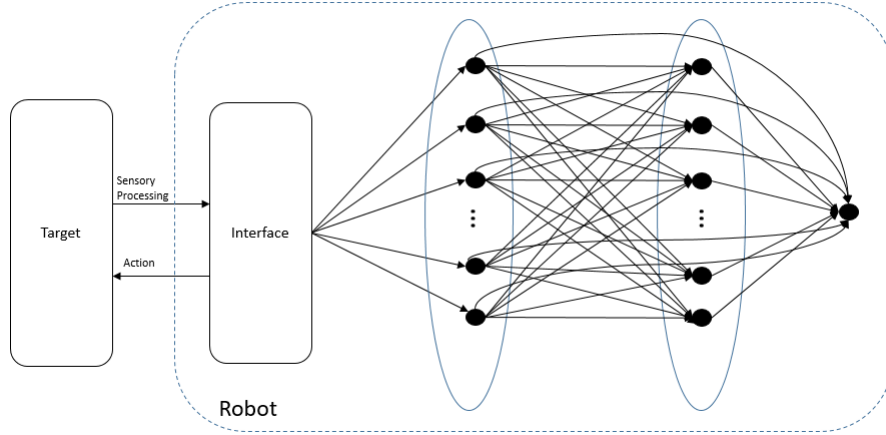 Sensory
Processing
Target
Interface
Action
Robot